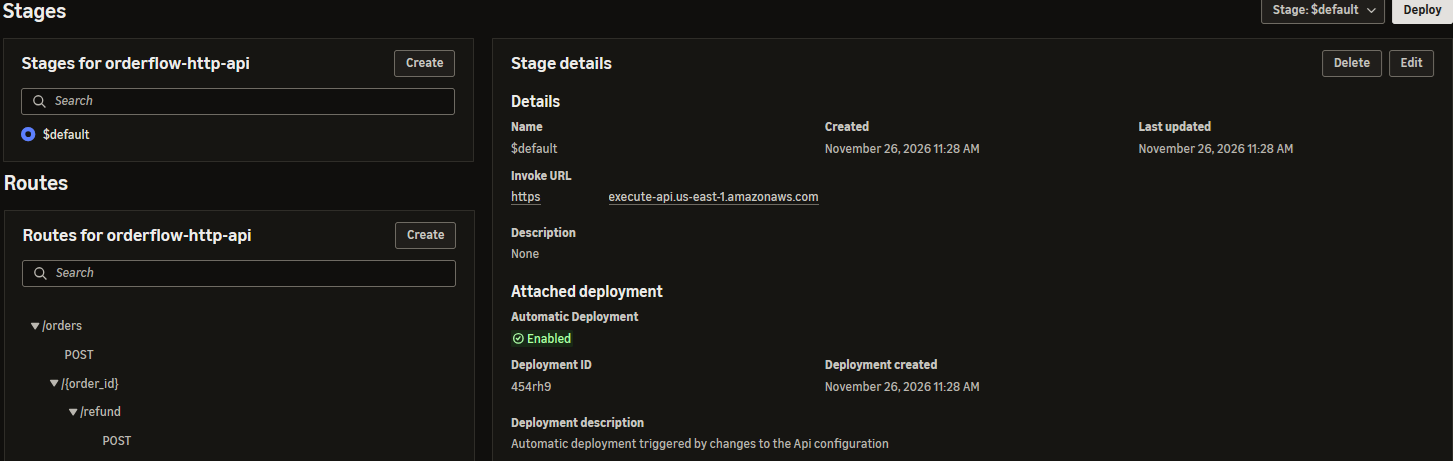 Stages
Stage: $default
Deploy
Stages for orderflow-http-api
Create
Search
$default
Routes
Routes for orderflow-http-api
Create
Search
/orders
POST
/{order_id}
/refund
POST
Stage details
Delete
Edit
Details
Name
Created
Last updated
$default
November 26, 2026 11:28 AM
November 26, 2026 11:28 AM
Invoke URL
https execute-api.us-east-1.amazonaws.com
Description
None
Attached deployment
Automatic Deployment
Enabled
Deployment ID
Deployment created
454rh9
November 26, 2026 11:28 AM
Deployment description
Automatic deployment triggered by changes to the Api configuration